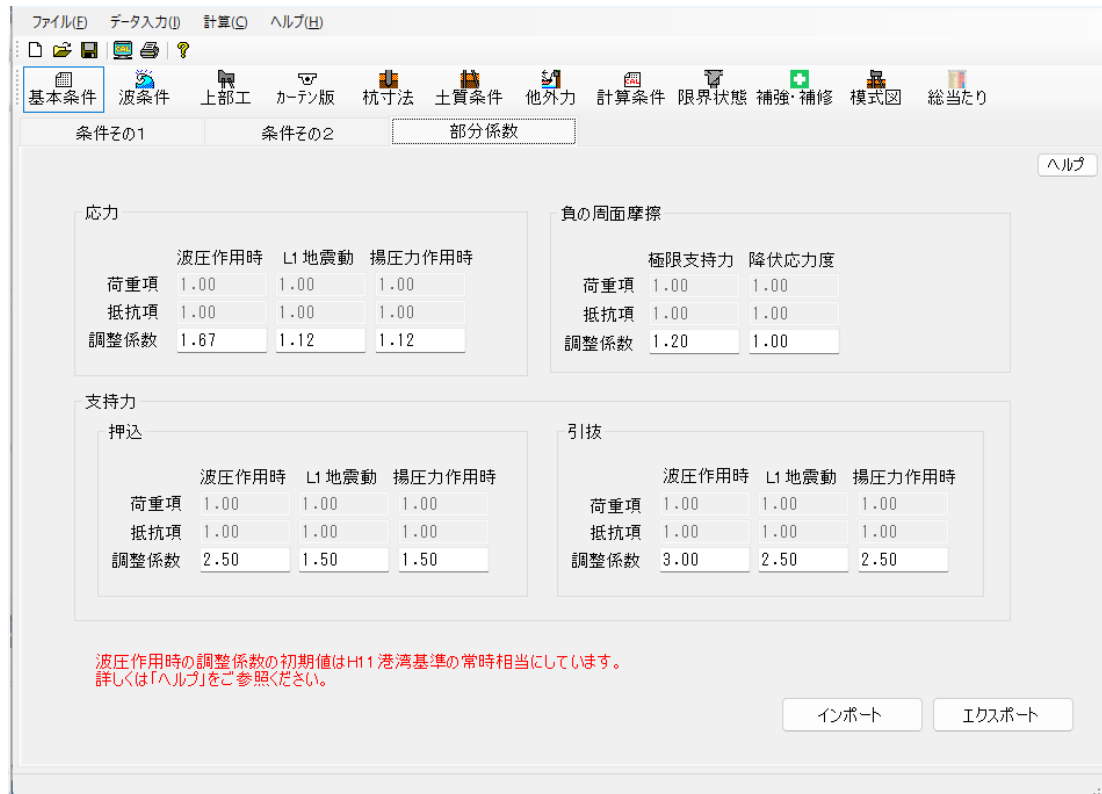 ファイル(F) データ入力(I) 計算(C) ヘルプ(H)
CAL
CAL
基本条件 波条件 上部工 カーテン版 杭寸法 土質条件 他外力 計算条件 限界状態 補強・補修 模式図 総当たり
条件その1 条件その2 部分係数
ヘルプ
応力
波圧作用時 L1地震動 揚圧力作用時
荷重項 1.00 1.00 1.00
抵抗項 1.00 1.00 1.00
調整係数 1.67 1.12 1.12
負の周面摩擦
極限支持力 降伏応力度
荷重項 1.00 1.00
抵抗項 1.00 1.00
調整係数 1.20 1.00
支持力
押込
波圧作用時 L1地震動 揚圧力作用時
荷重項 1.00 1.00 1.00
抵抗項 1.00 1.00 1.00
調整係数 2.50 1.50 1.50
引抜
波圧作用時 L1地震動 揚圧力作用時
荷重項 1.00 1.00 1.00
抵抗項 1.00 1.00 1.00
調整係数 3.00 2.50 2.50
波圧作用時の調整係数の初期値はH11港湾基準の常時相当にしています。
詳しくは「ヘルプ」をご参照ください。
インポート エクスポート